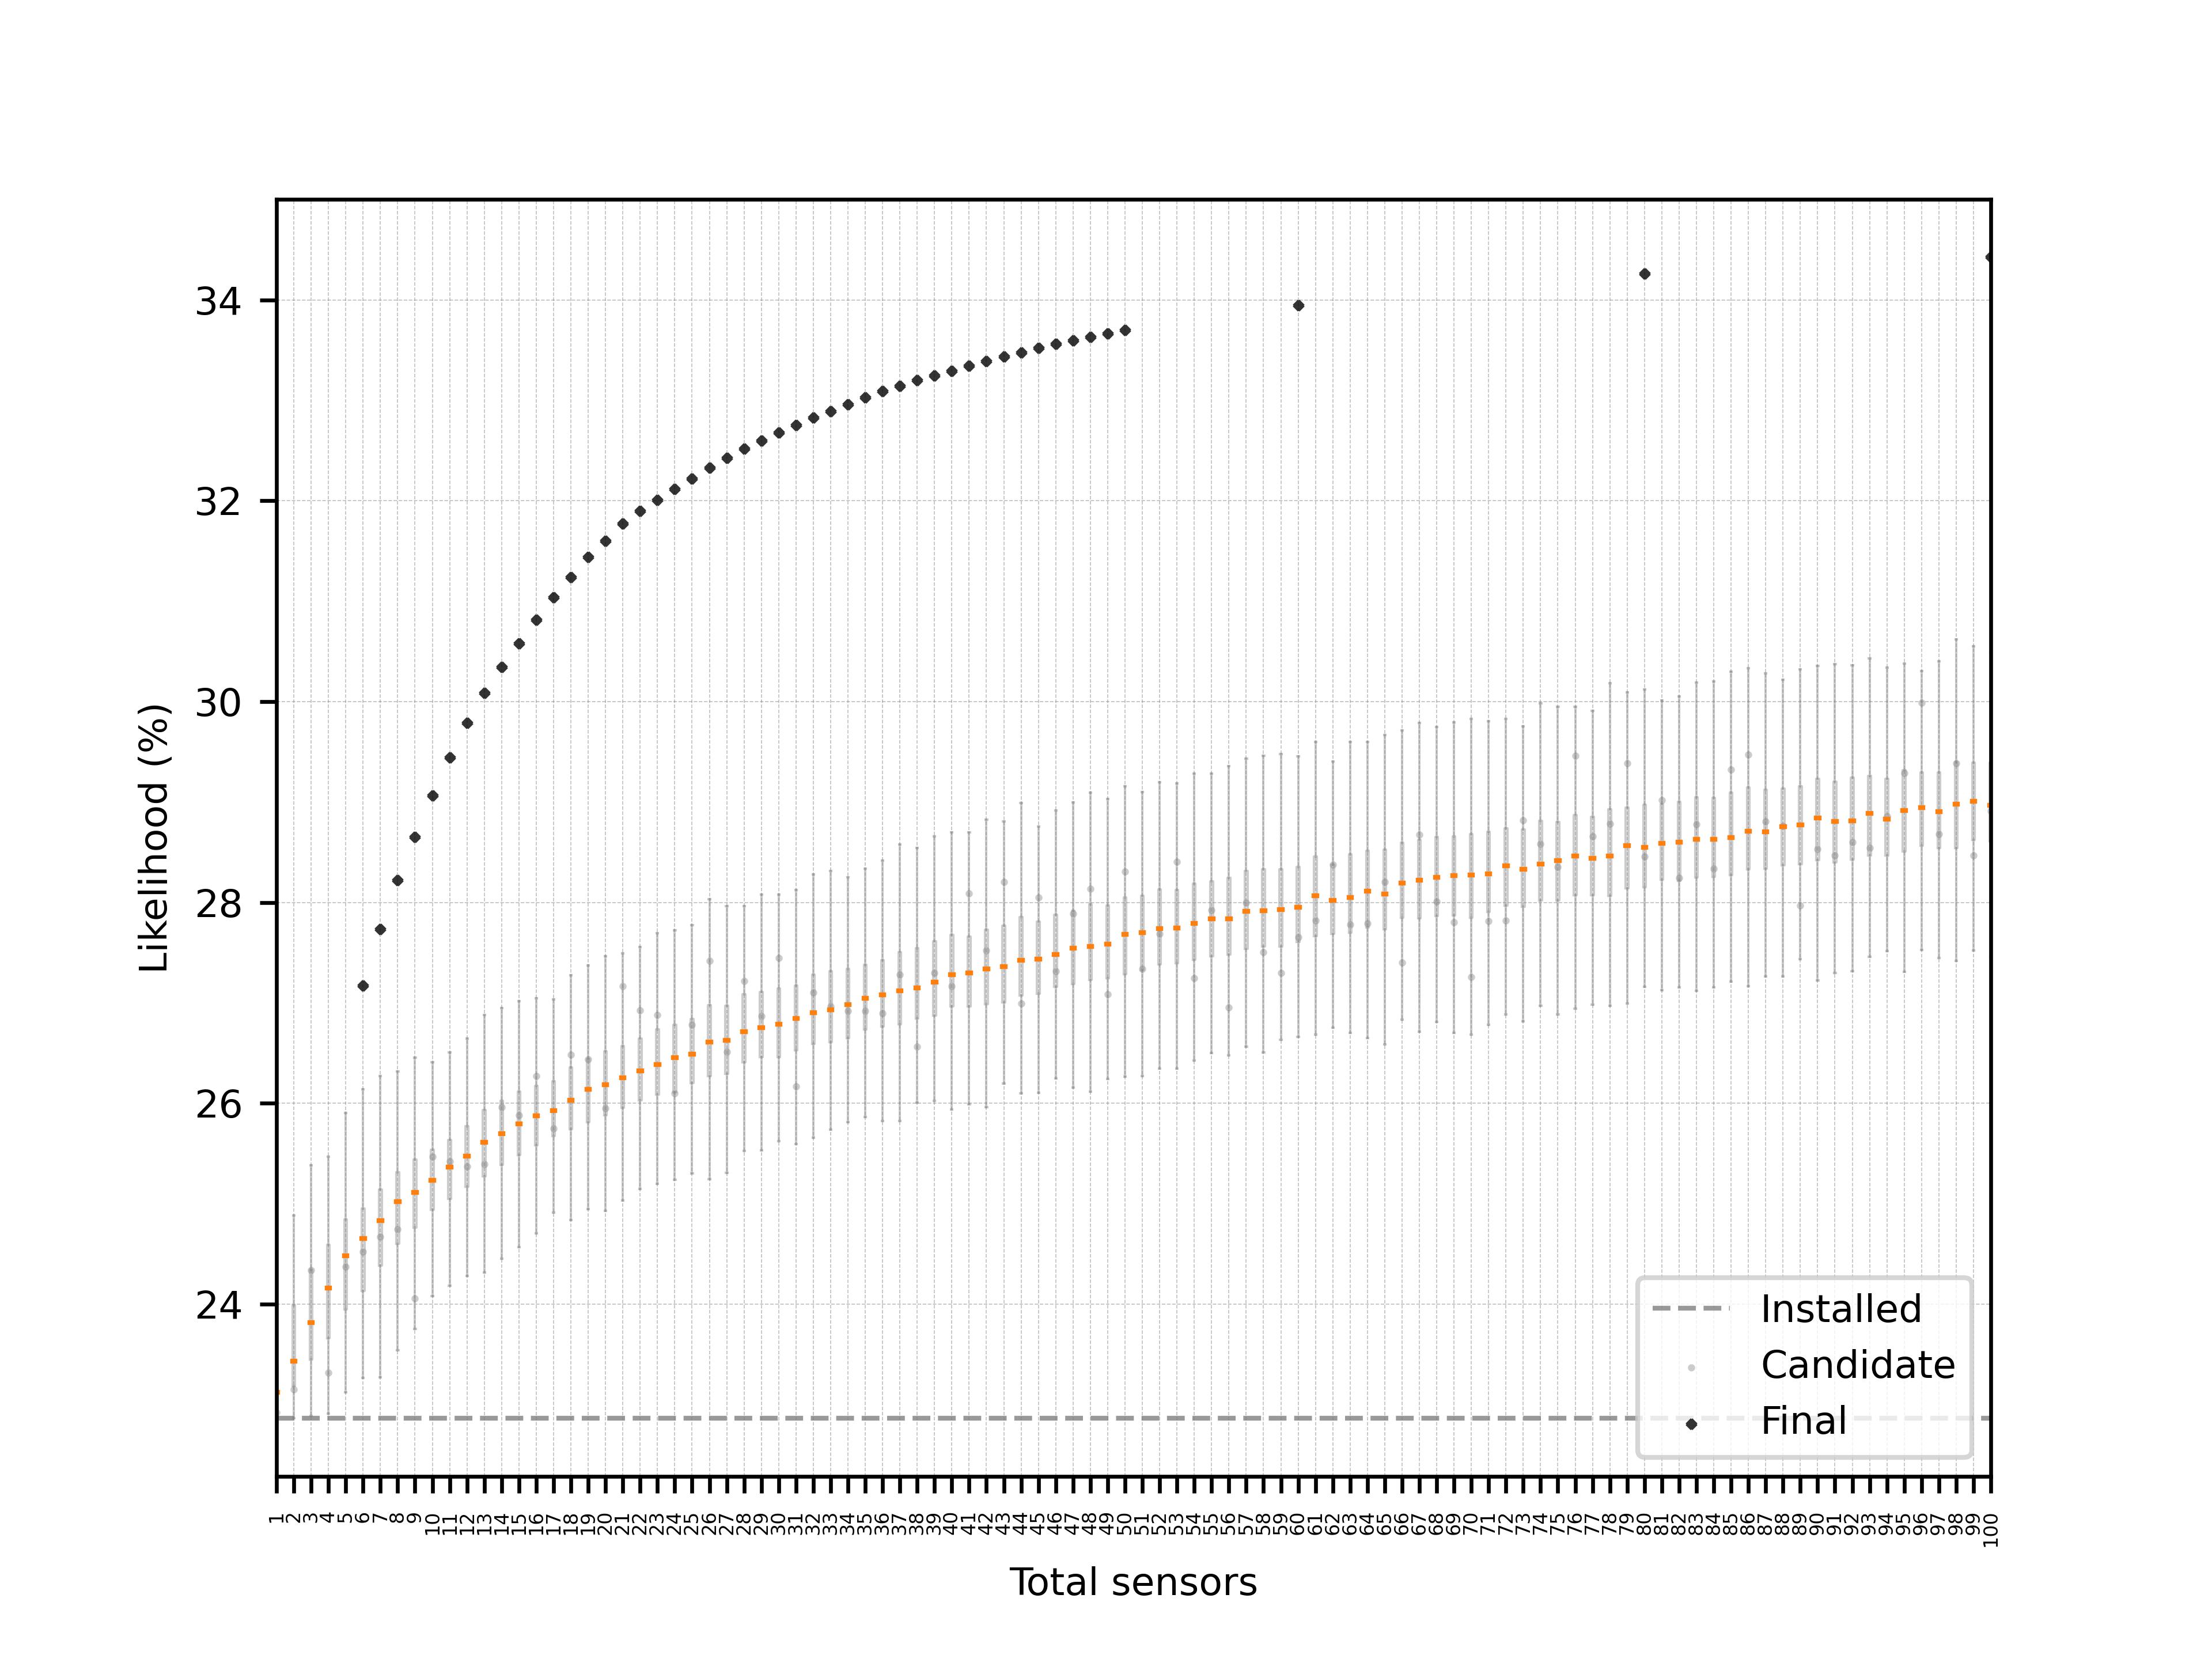 34
32
30
28
26
24
Likelihood (%)
Installed
Candidate
Final
1 2 3 4 5 6 7 8 9 10 11 12 13 14 15 16 17 18 19 20 21 22 23 24 25 26 27 28 29 30 31 32 33 34 35 36 37 38 39 40 41 42 43 44 45 46 47 48 49 50 51 52 53 54 55 56 57 58 59 60 61 62 63 64 65 66 67 68 69 70 71 72 73 74 75 76 77 78 79 80 81 82 83 84 85 86 87 88 89 90 91 92 93 94 95 96 97 98 99 100
Total sensors